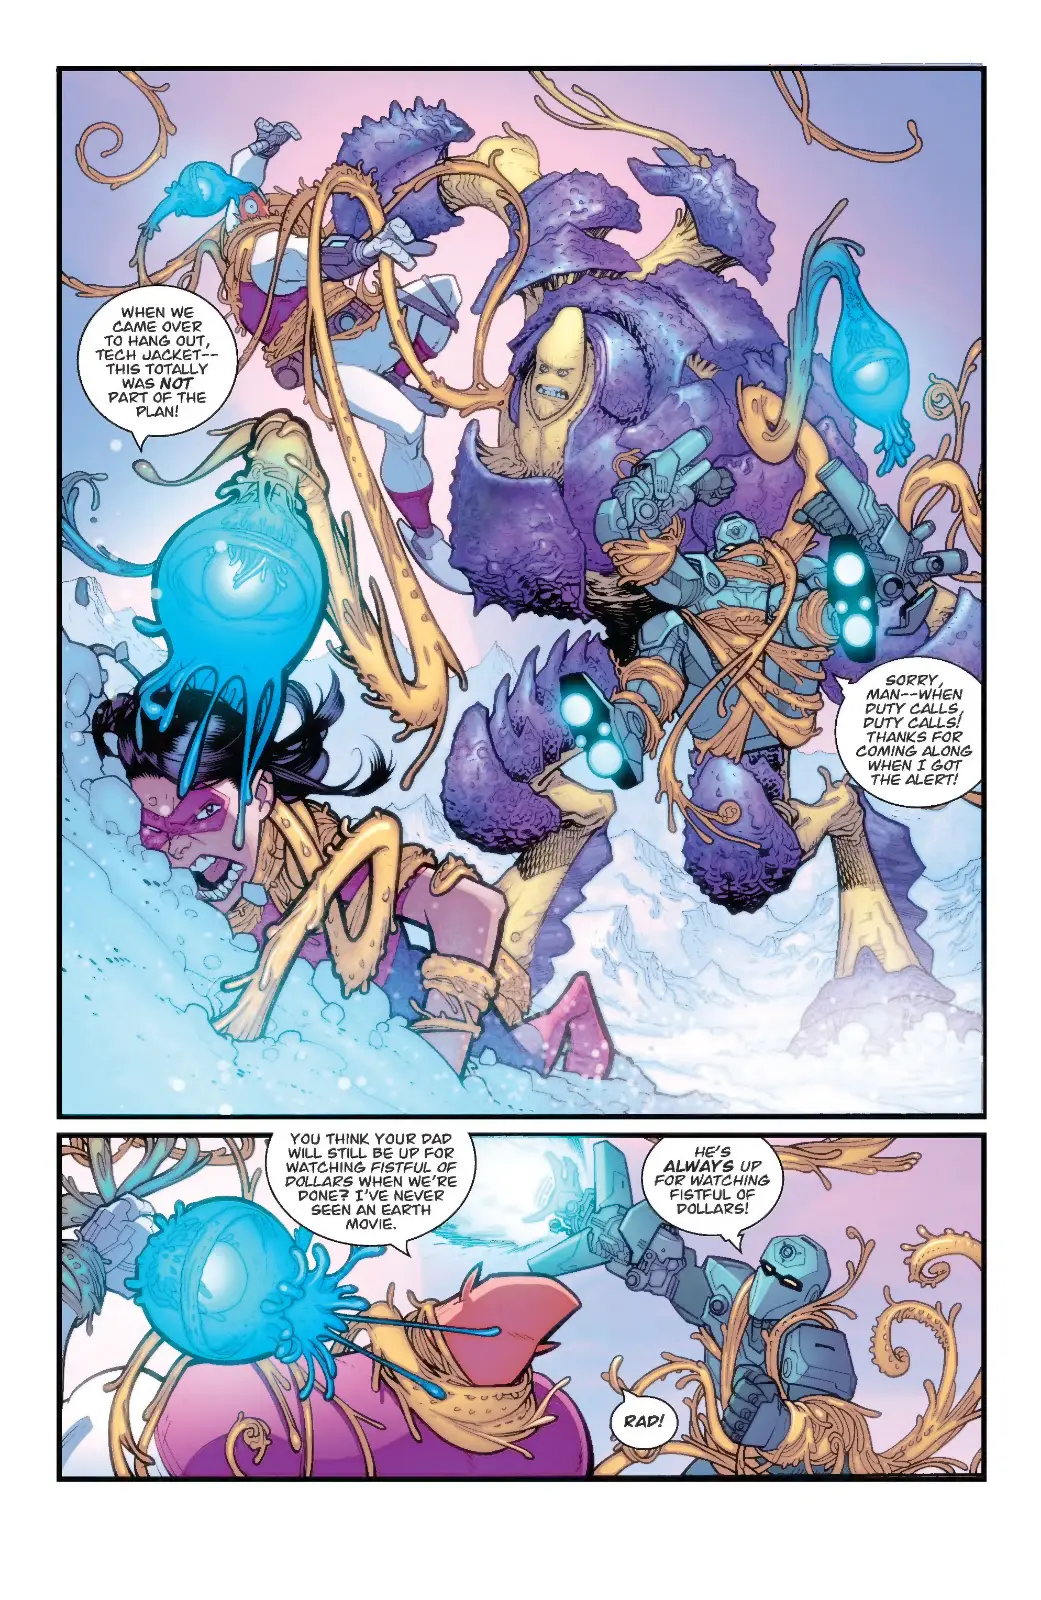 WHEN WE
CAME OVER
TO HANG OUT,
TECH JACKET--
THIS TOTALLY
WAS NOT
PART OF THE
PLAN!
SORRY,
MAN--WHEN
DUTY CALLS,
DUTY CALLS!
THANKS FOR
COMING ALONG
WHEN I GOT
THE ALERT!
YOU THINK YOUR DAD
WILL STILL BE UP FOR
WATCHING FISTFUL OF
DOLLARS WHEN WE'RE
DONE? I'VE NEVER
SEEN AN EARTH
MOVIE.
HE'S
ALWAYS UP
FOR WATCHING
FISTFUL OF
DOLLARS!
RAD!